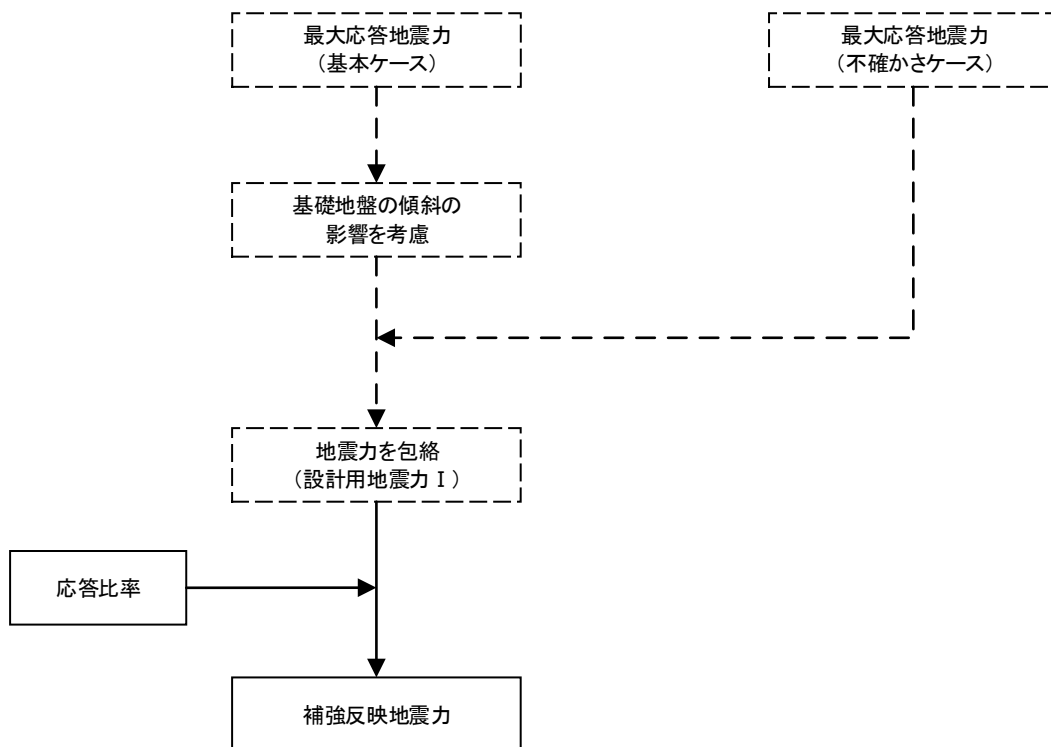 最大応答地震力
（基本ケース）
最大応答地震力
（不確かさケース）
基礎地盤の傾斜の
影響を考慮
地震力を包絡
（設計用地震力Ⅰ）
応答比率
補強反映地震力